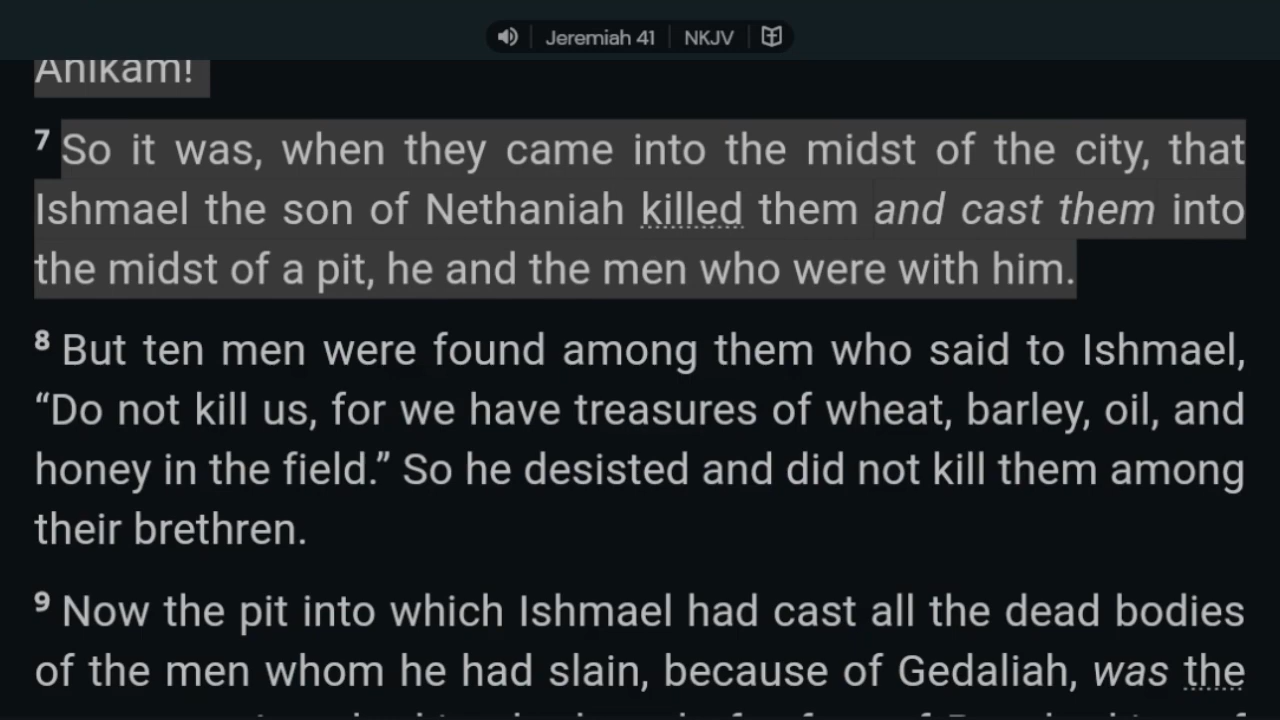 Jeremiah 41 NKJV
Ahikam!
7 So it was, when they came into the midst of the city, that
Ishmael the son of Nethaniah killed them and cast them into
the midst of a pit, he and the men who were with him.
8 But ten men were found among them who said to Ishmael,
“Do not kill us, for we have treasures of wheat, barley, oil, and
honey in the field.” So he desisted and did not kill them among
their brethren.
9 Now the pit into which Ishmael had cast all the dead bodies
of the men whom he had slain, because of Gedaliah, was the